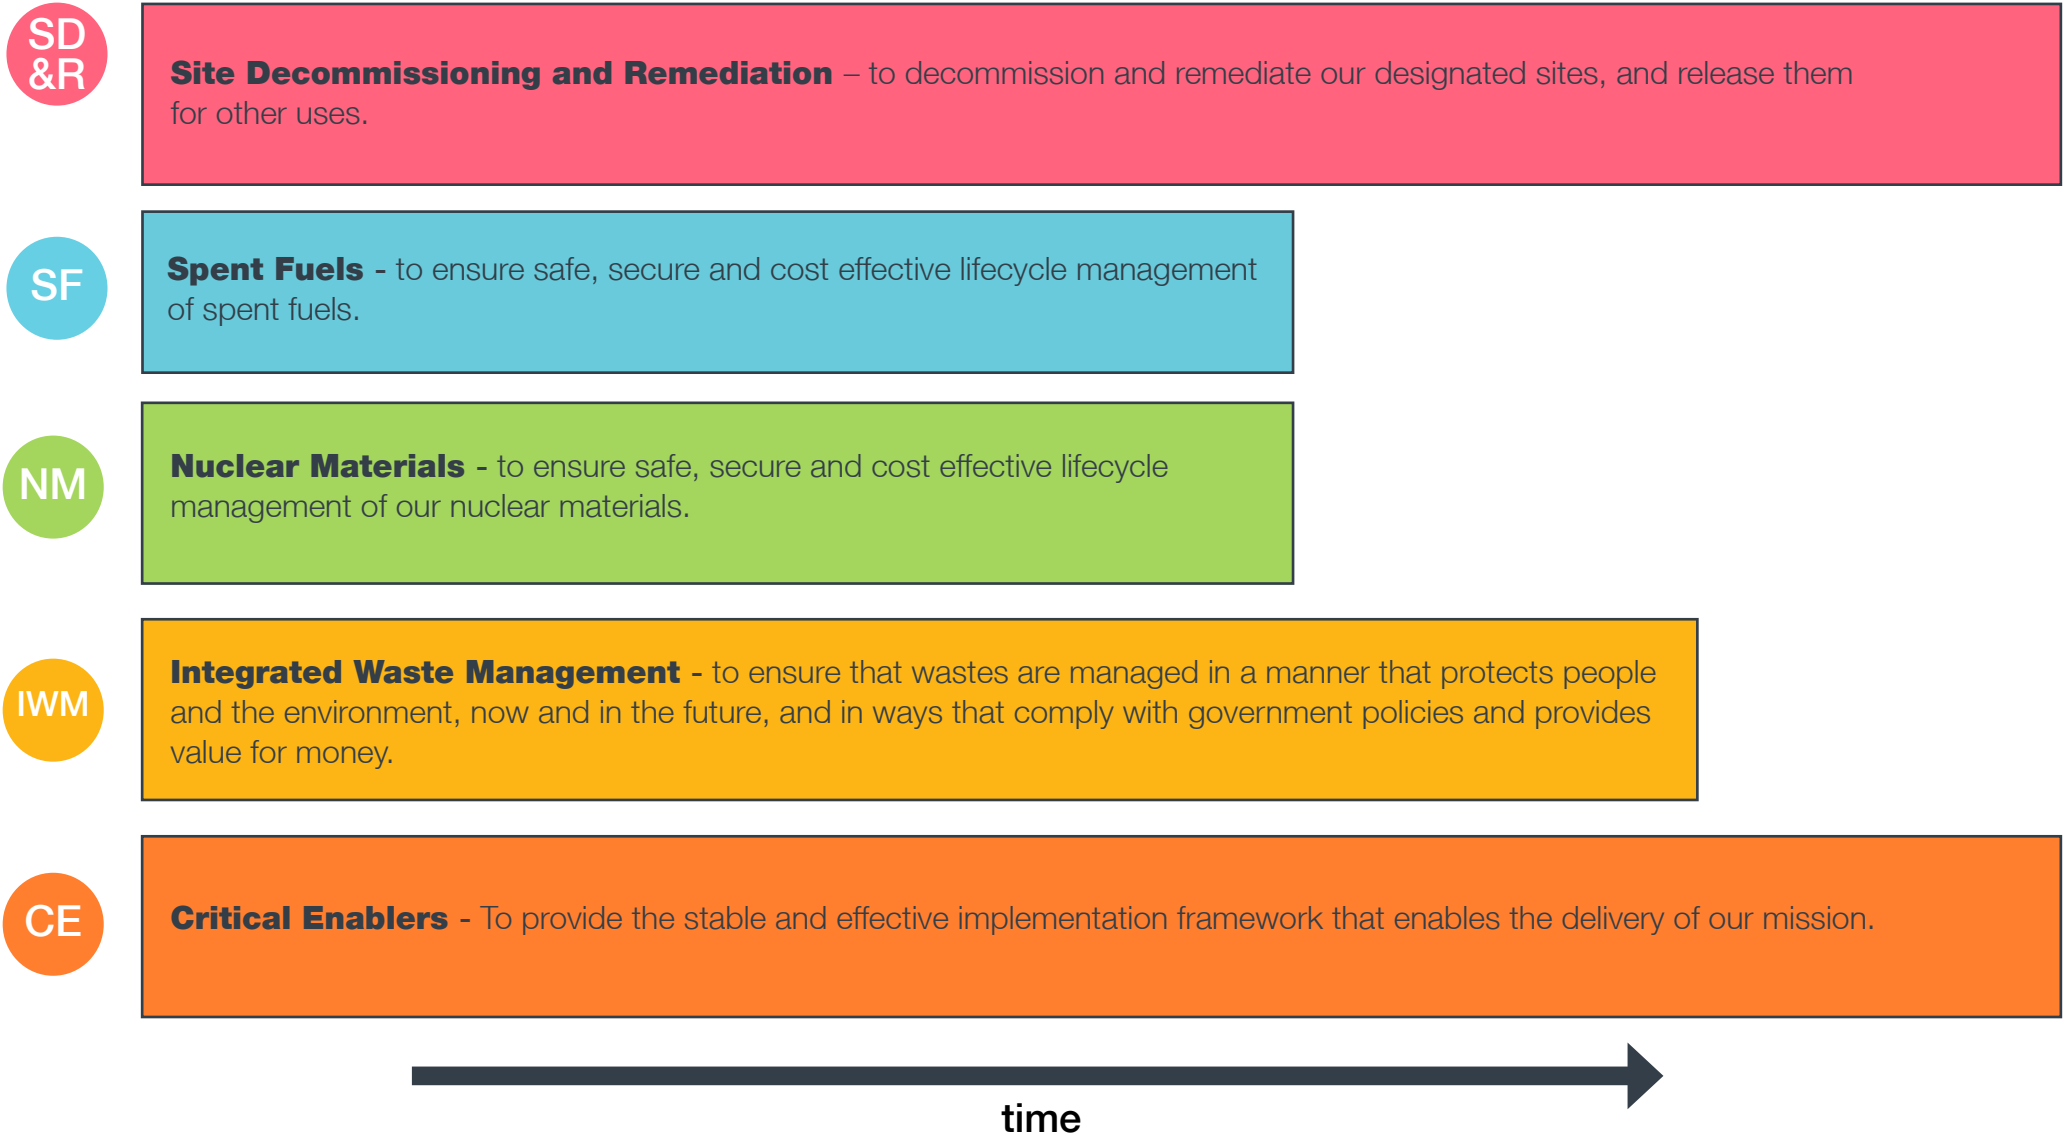 SD
&R
Site Decommissioning and Remediation – to decommission and remediate our designated sites, and release them
for other uses.
SF
Spent Fuels - to ensure safe, secure and cost effective lifecycle management
of spent fuels.
NM
Nuclear Materials - to ensure safe, secure and cost effective lifecycle
management of our nuclear materials.
IWM
Integrated Waste Management - to ensure that wastes are managed in a manner that protects people
and the environment, now and in the future, and in ways that comply with government policies and provides
value for money.
CE
Critical Enablers - To provide the stable and effective implementation framework that enables the delivery of our mission.
time